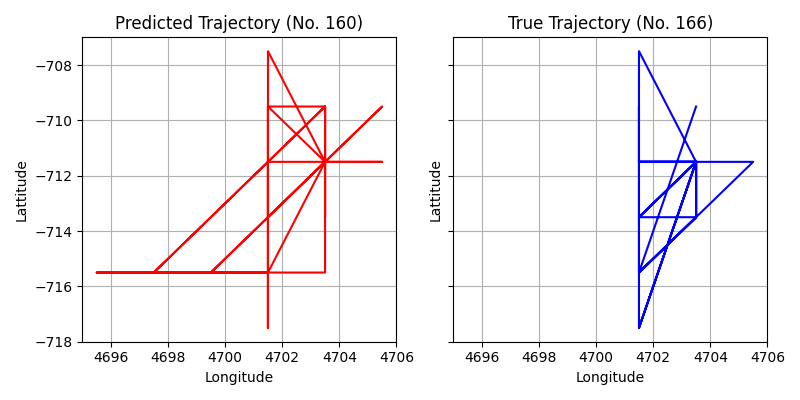 Predicted Trajectory (No. 160)
True Trajectory (No. 166)
−708
−710
−712
−714
−716
−718
Lattitude
Lattitude
4696 4698 4700 4702 4704 4706
4696 4698 4700 4702 4704 4706
Longitude
Longitude